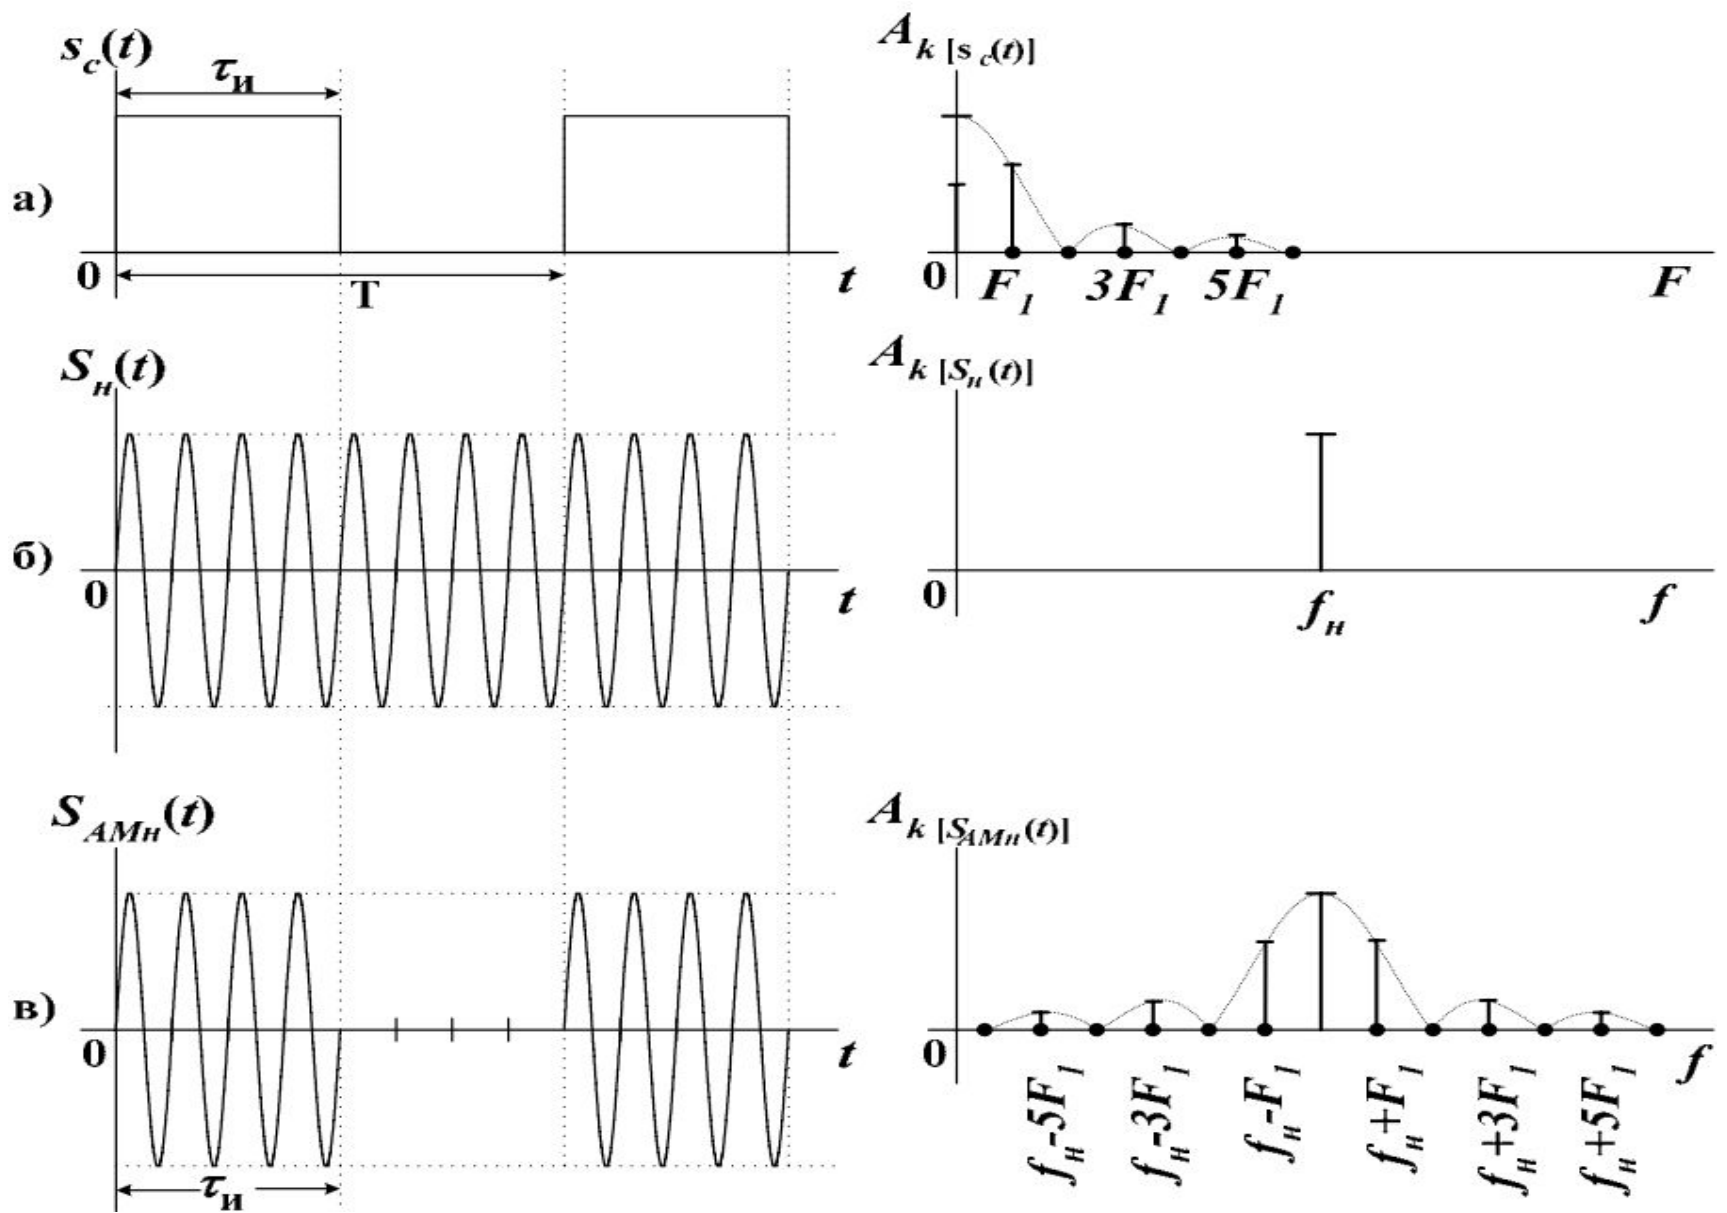 s_c(t)
τ_и
A_k [s_c(t)]
а)
0
T
t
0
F_1
3F_1
5F_1
F
S_н(t)
A_k [S_н(t)]
б)
0
t
0
f_н
f
S_АМн(t)
A_k [S_АМн(t)]
в)
0
t
0
f
τ_и
f_н-5F_1
f_н-3F_1
f_н-F_1
f_н+F_1
f_н+3F_1
f_н+5F_1